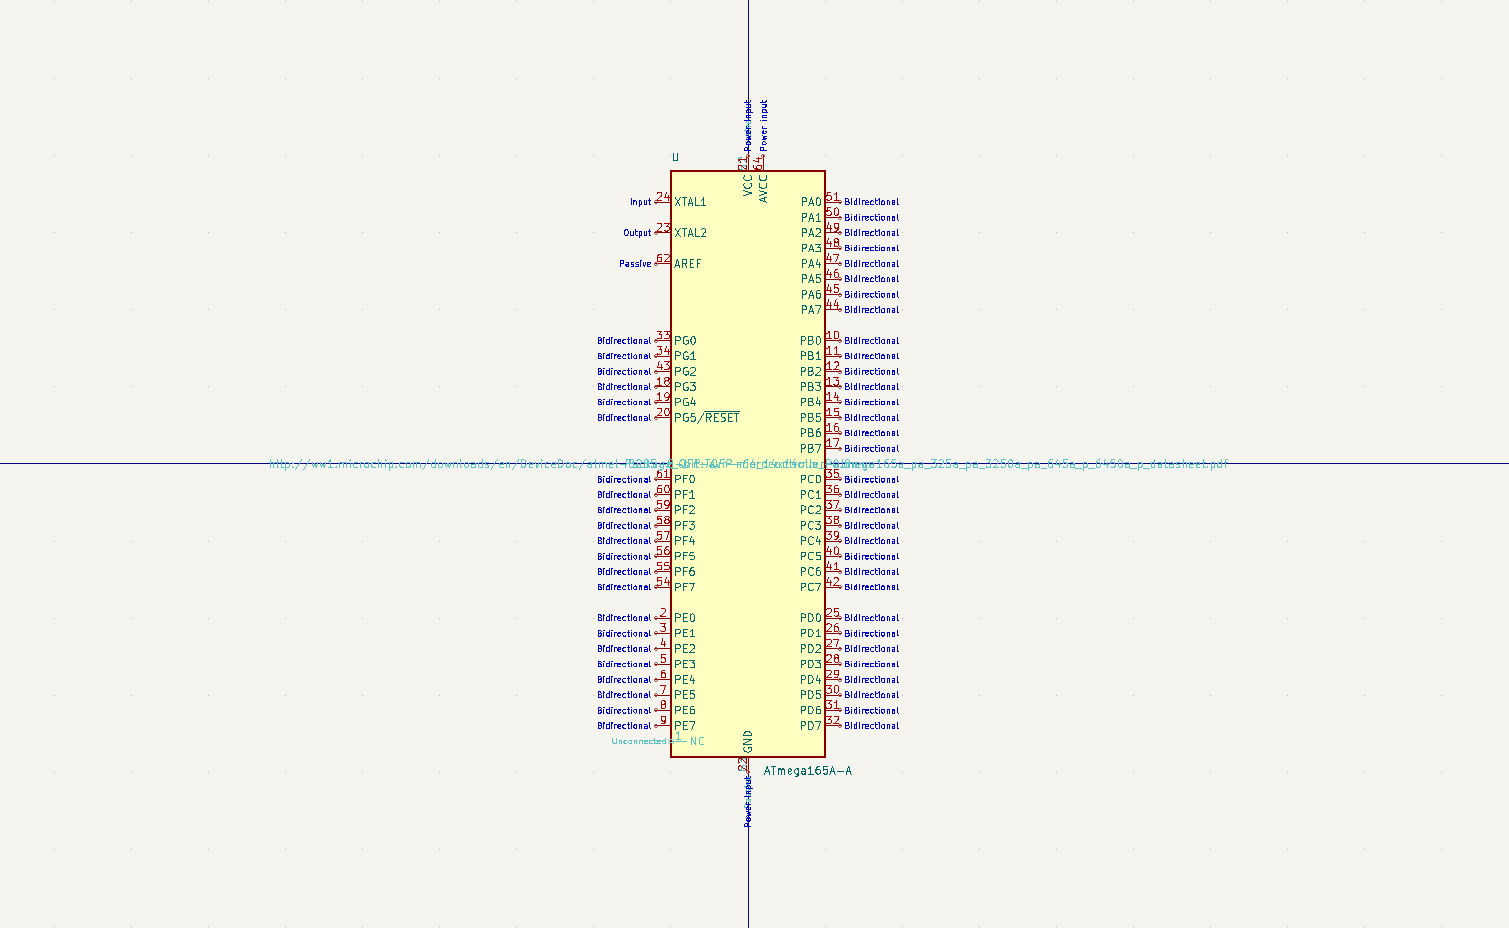 Power input
Power input
U
21
64
VCC
AVCC
Input 24 XTAL1
Output 23 XTAL2
Passive 62 AREF
PA0 51 Bidirectional
PA1 50 Bidirectional
PA2 49 Bidirectional
PA3 48 Bidirectional
PA4 47 Bidirectional
PA5 46 Bidirectional
PA6 45 Bidirectional
PA7 44 Bidirectional
Bidirectional 33 PG0
Bidirectional 34 PG1
Bidirectional 43 PG2
Bidirectional 18 PG3
Bidirectional 19 PG4
Bidirectional 20 PG5/RESET
PB0 10 Bidirectional
PB1 11 Bidirectional
PB2 12 Bidirectional
PB3 13 Bidirectional
PB4 14 Bidirectional
PB5 15 Bidirectional
PB6 16 Bidirectional
PB7 17 Bidirectional
http://ww1.microchip.com/downloads/en/DeviceDoc/atmel-
165a_pa_325a_pa_3250a_pa_645a_p_6450a_p_datasheet.pdf
Bidirectional 61 PF0
Bidirectional 60 PF1
Bidirectional 59 PF2
Bidirectional 58 PF3
Bidirectional 57 PF4
Bidirectional 56 PF5
Bidirectional 55 PF6
Bidirectional 54 PF7
PC0 35 Bidirectional
PC1 36 Bidirectional
PC2 37 Bidirectional
PC3 38 Bidirectional
PC4 39 Bidirectional
PC5 40 Bidirectional
PC6 41 Bidirectional
PC7 42 Bidirectional
Bidirectional 2 PE0
Bidirectional 3 PE1
Bidirectional 4 PE2
Bidirectional 5 PE3
Bidirectional 6 PE4
Bidirectional 7 PE5
Bidirectional 8 PE6
Bidirectional 9 PE7
Unconnected 1 NC
PD0 25 Bidirectional
PD1 26 Bidirectional
PD2 27 Bidirectional
PD3 28 Bidirectional
PD4 29 Bidirectional
PD5 30 Bidirectional
PD6 31 Bidirectional
PD7 32 Bidirectional
GND
22
ATmega165A-A
Power input